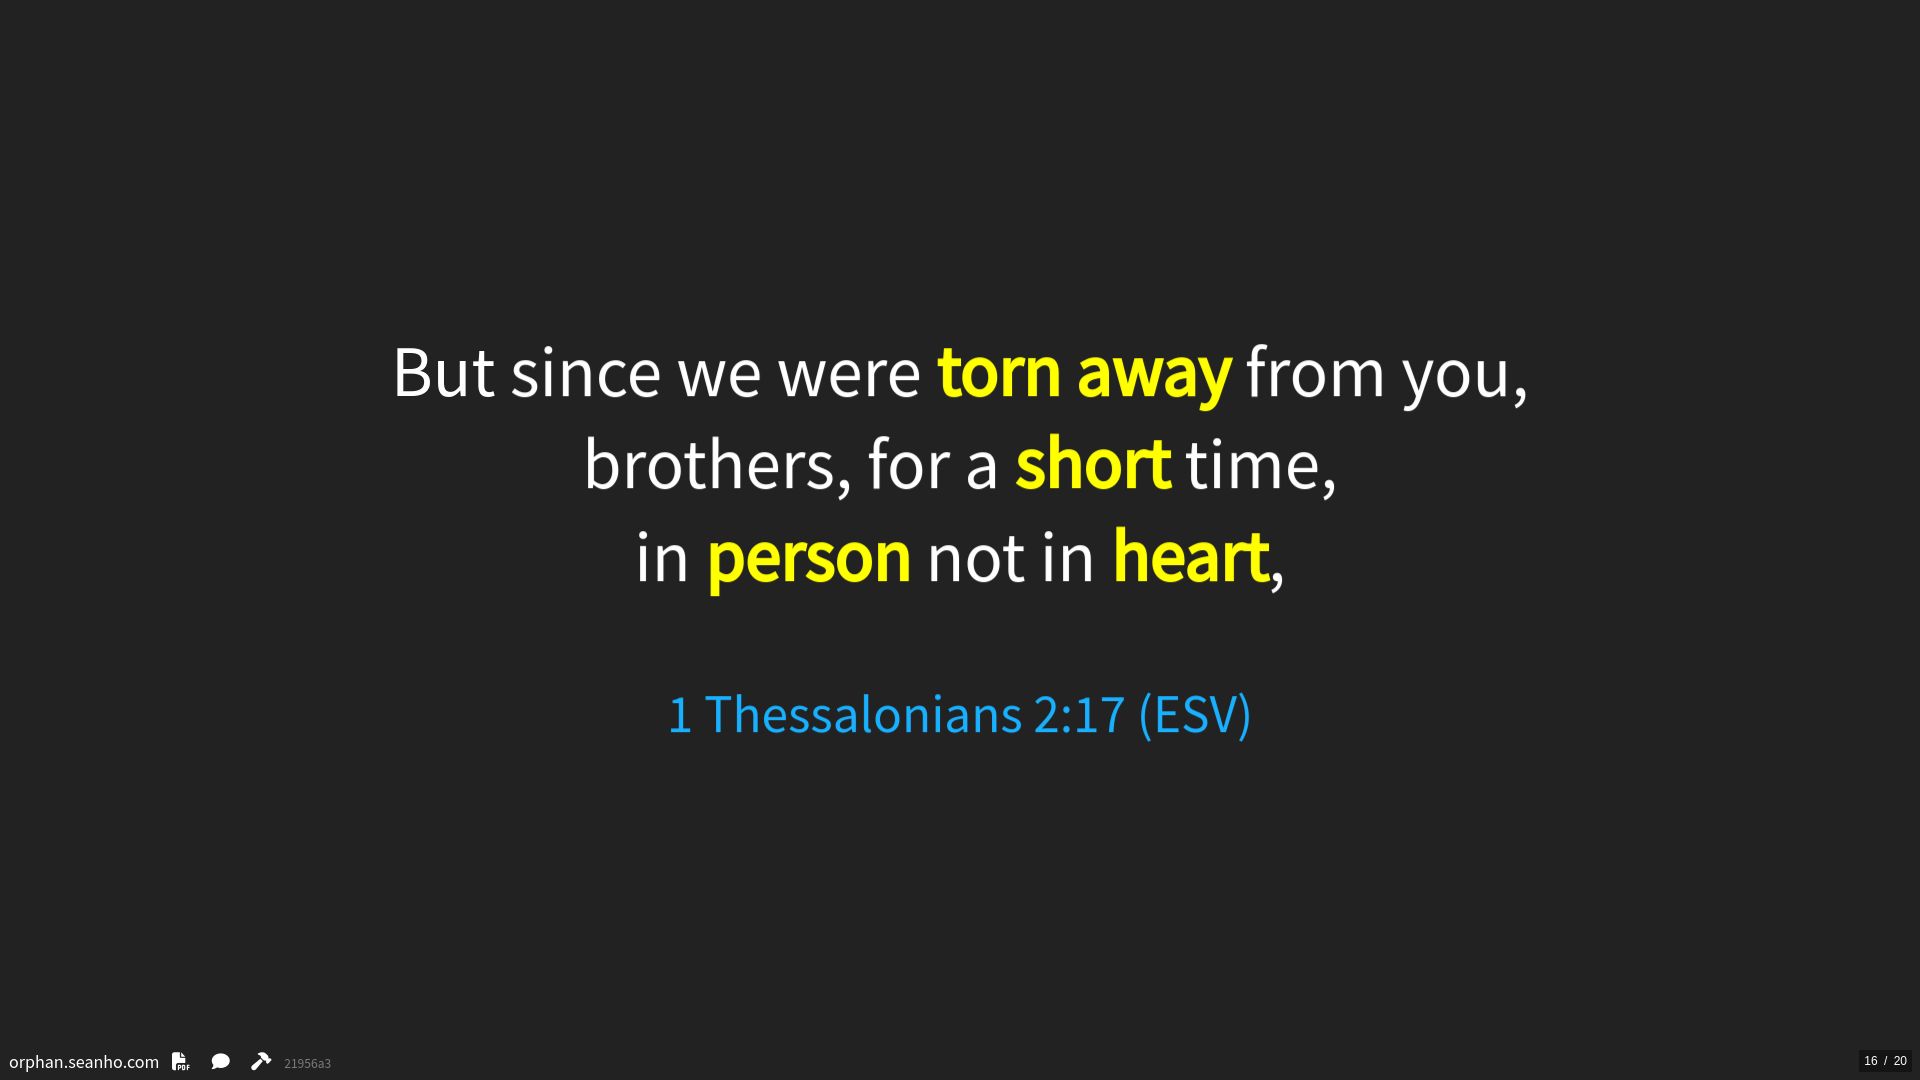 But since we were torn away from you,
brothers, for a short time,
in person not in heart,
1 Thessalonians 2:17 (ESV)
orphan.seanho.com PDF 21956a3
16 / 20